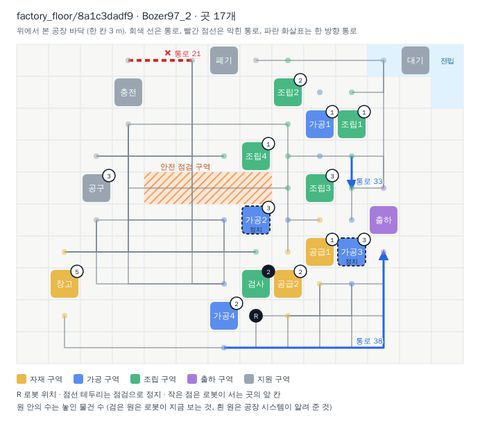 factory_floor/8a1c3dadf9 · Bozer97_2 · 곳 17개
위에서 본 공장 바닥 (한 칸 3 m). 회색 선은 통로, 빨간 점선은 막힌 통로, 파란 화살표는 한 방향 통로
✕ 통로 21
폐기
대기
전입
충전
조립2 2
가공1 1
조립1 1
조립4 1
안전 점검 구역
통로 33
공구 3
조립3 3
가공2 3
정지
출하
공급1 1
가공3 3
정지
창고 5
검사 2
공급2 2
가공4 2
R
통로 38
자재 구역 가공 구역 조립 구역 출하 구역 지원 구역
R 로봇 위치 · 점선 테두리는 점검으로 정지 · 작은 점은 로봇이 서는 곳의 앞 칸
원 안의 수는 놓인 물건 수 (검은 원은 로봇이 지금 보는 것, 흰 원은 공장 시스템이 알려 준 것)